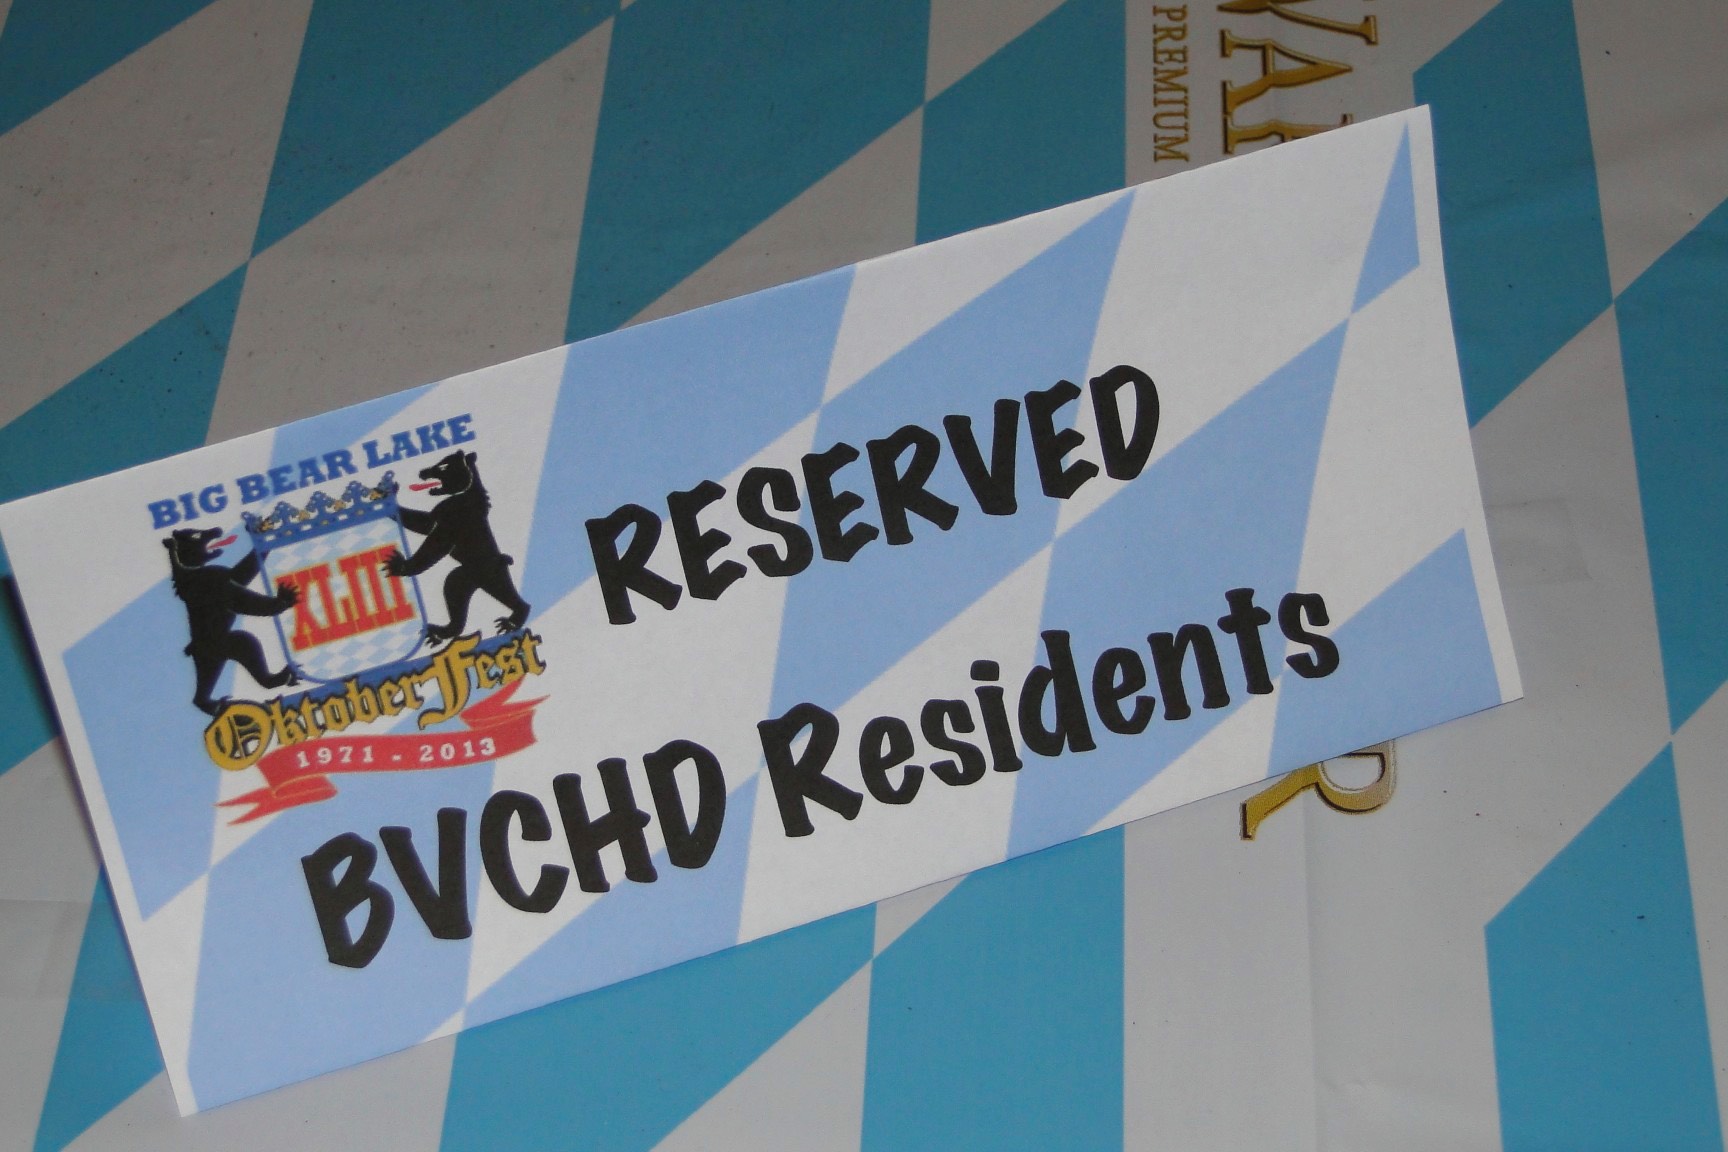 PREMIUM
BIG BEAR LAKE
XLIII
OktoberFest
1971 - 2013
RESERVED
BVCHD Residents